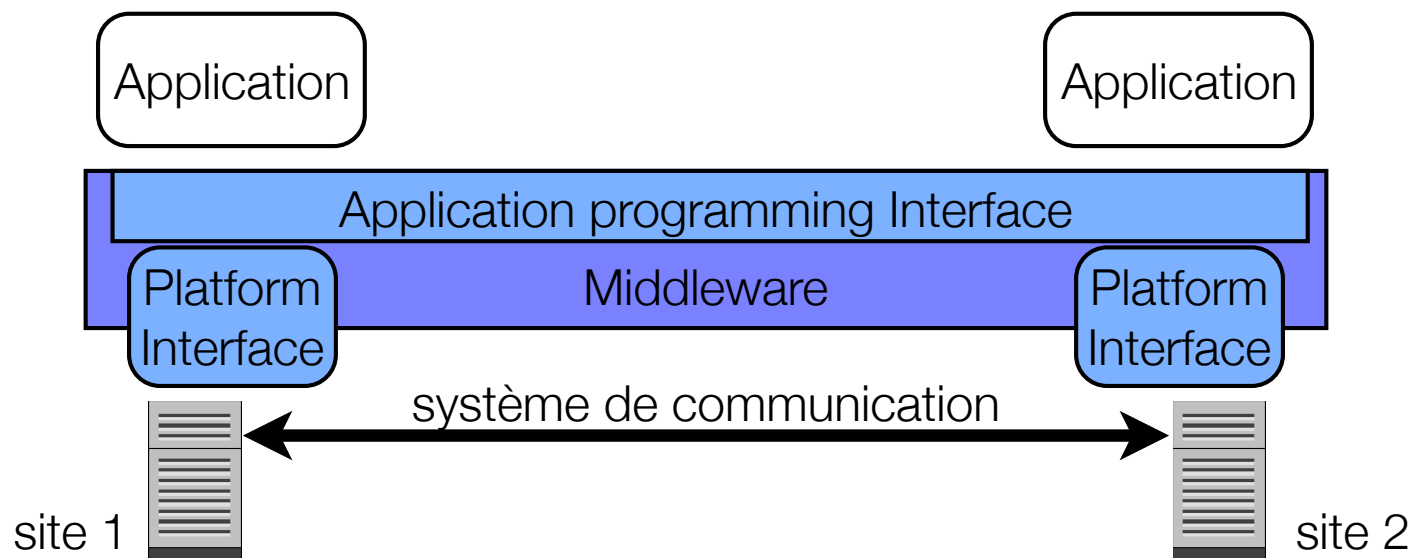 Application
Application
Application programming Interface
Platform
Interface
Middleware
Platform
Interface
système de communication
site 1
site 2